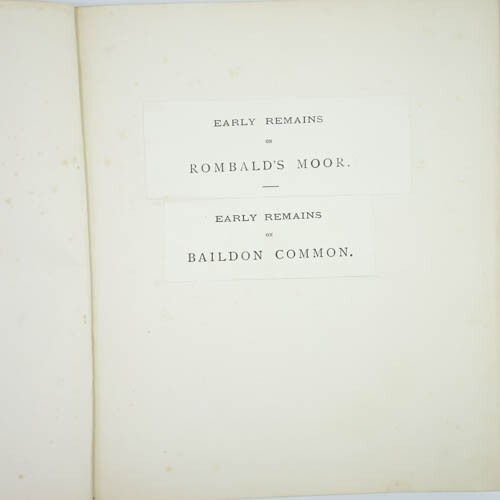 EARLY REMAINS
ON
ROMBALD'S MOOR.
EARLY REMAINS
ON
BAILDON COMMON.